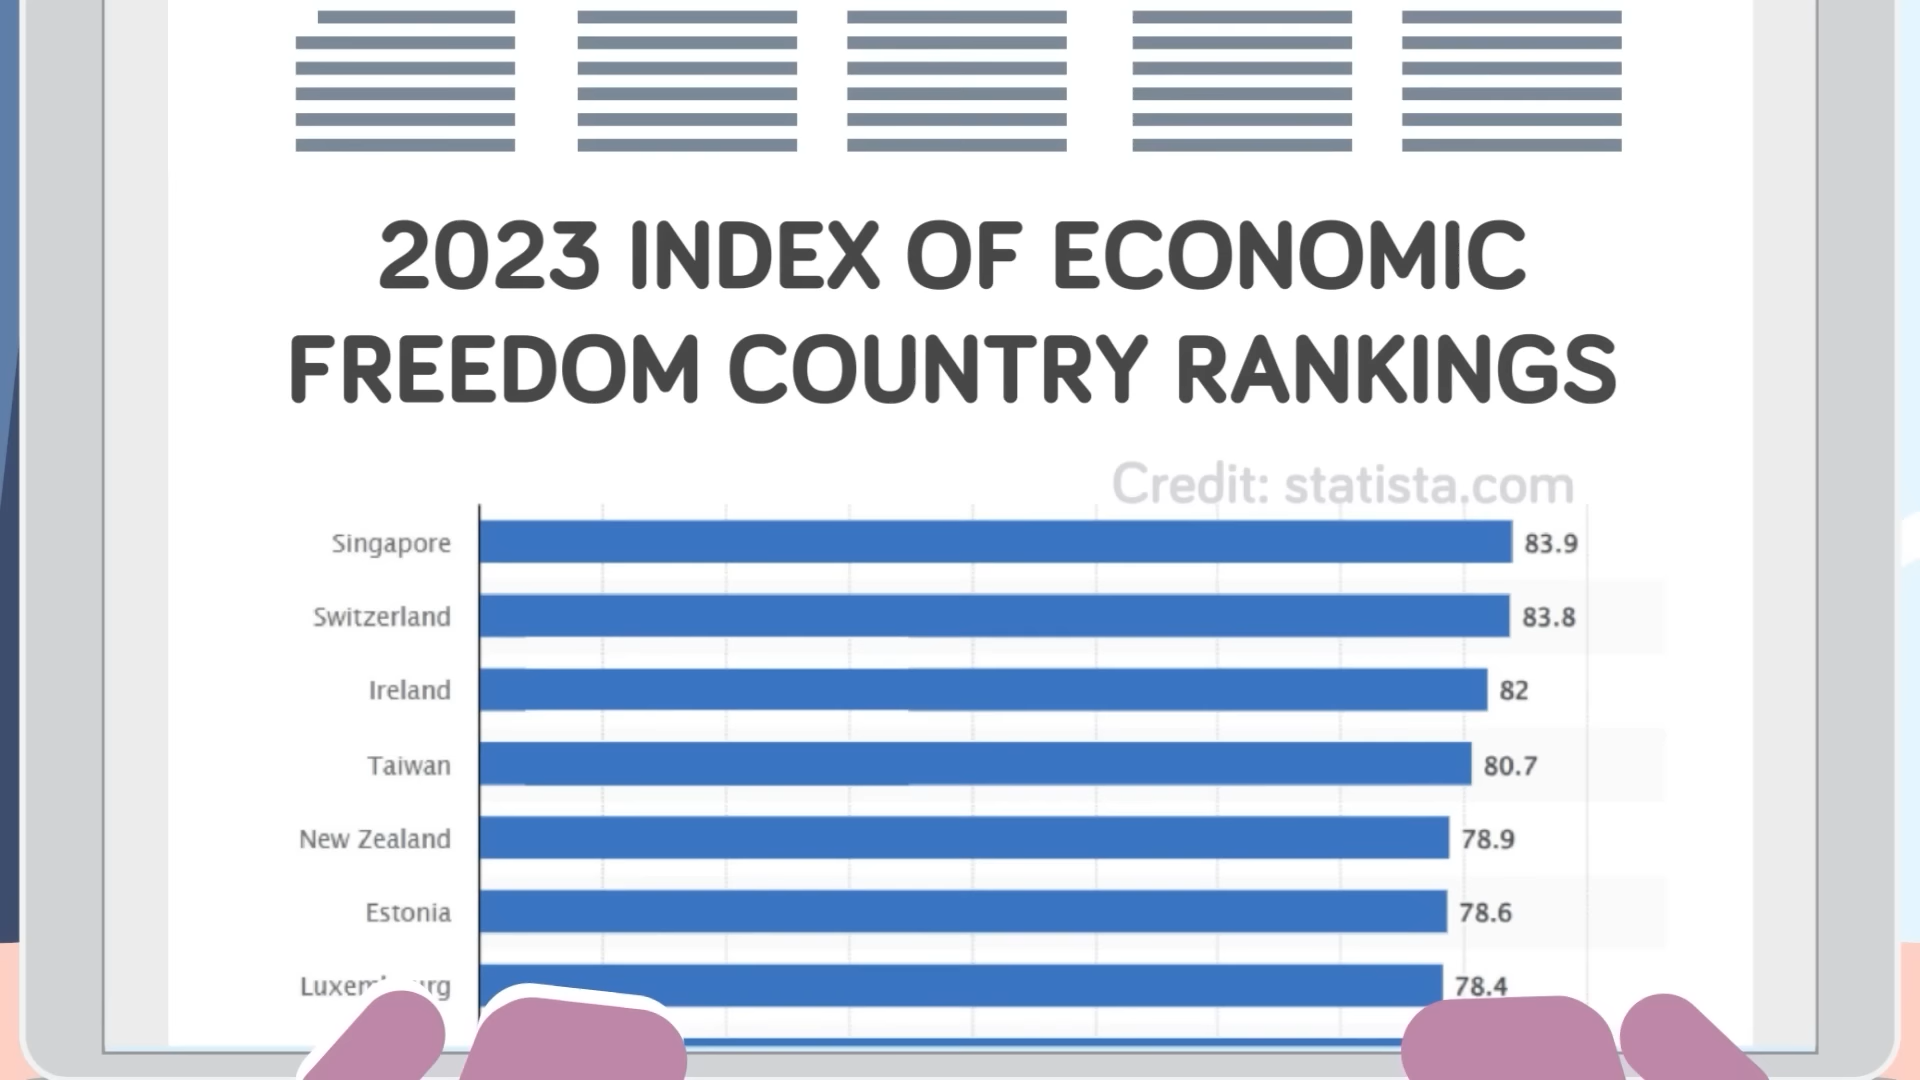 2023 INDEX OF ECONOMIC
FREEDOM COUNTRY RANKINGS
Credit: statista.com
Singapore 83.9
Switzerland 83.8
Ireland 82
Taiwan 80.7
New Zealand 78.9
Estonia 78.6
Luxembourg 78.4